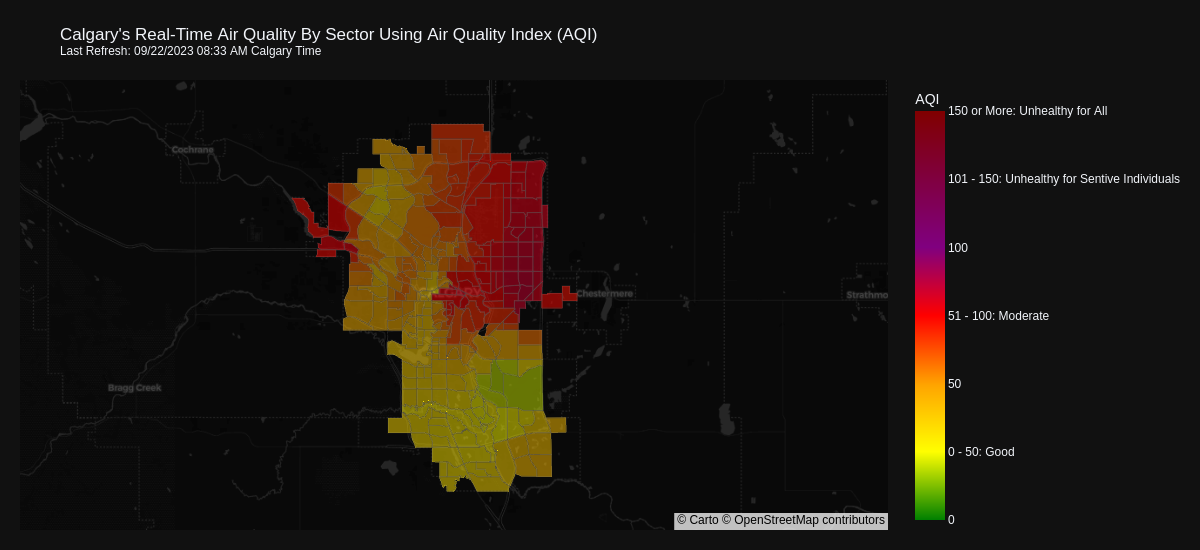 Calgary's Real-Time Air Quality By Sector Using Air Quality Index (AQI)
Last Refresh: 09/22/2023 08:33 AM Calgary Time
AQI
150 or More: Unhealthy for All
Cochrane
101 - 150: Unhealthy for Sentive Individuals
100
Chestermere
Strathmo
51 - 100: Moderate
50
Bragg Creek
0 - 50: Good
0
© Carto © OpenStreetMap contributors